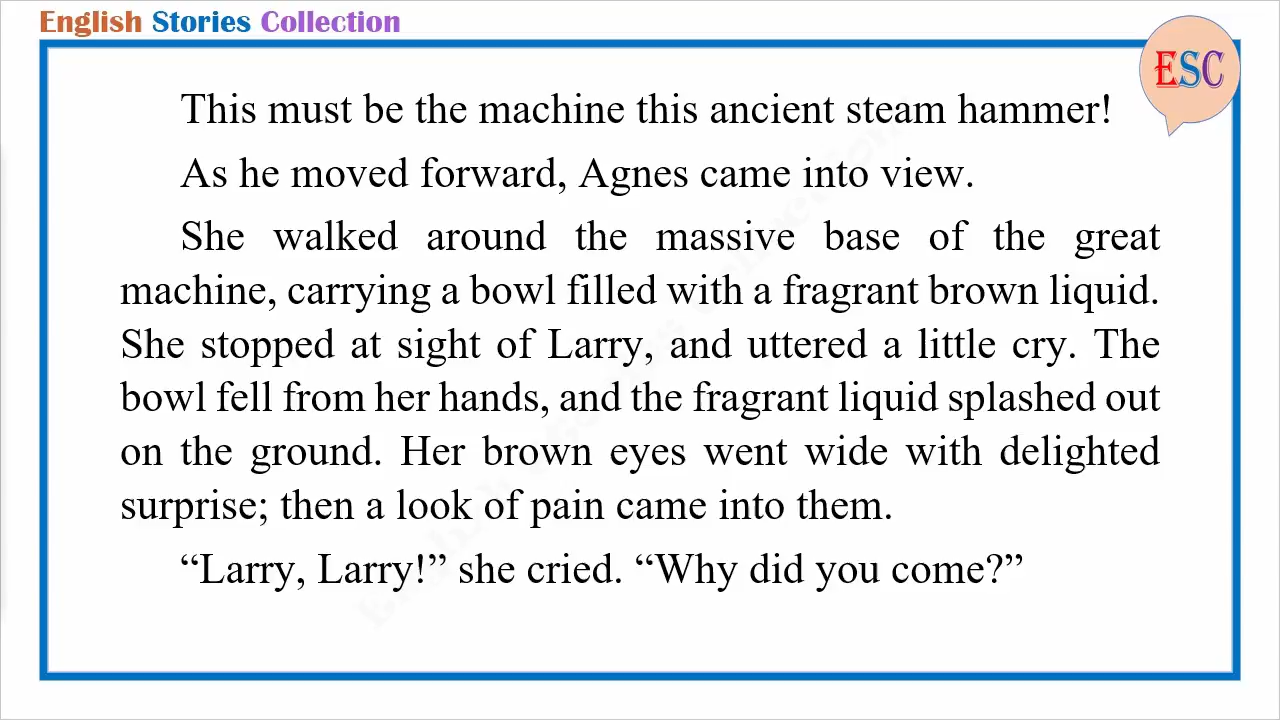 English Stories Collection
ESC
This must be the machine this ancient steam hammer!
As he moved forward, Agnes came into view.
She walked around the massive base of the great
machine, carrying a bowl filled with a fragrant brown liquid.
She stopped at sight of Larry, and uttered a little cry. The
bowl fell from her hands, and the fragrant liquid splashed out
on the ground. Her brown eyes went wide with delighted
surprise; then a look of pain came into them.
“Larry, Larry!” she cried. “Why did you come?”